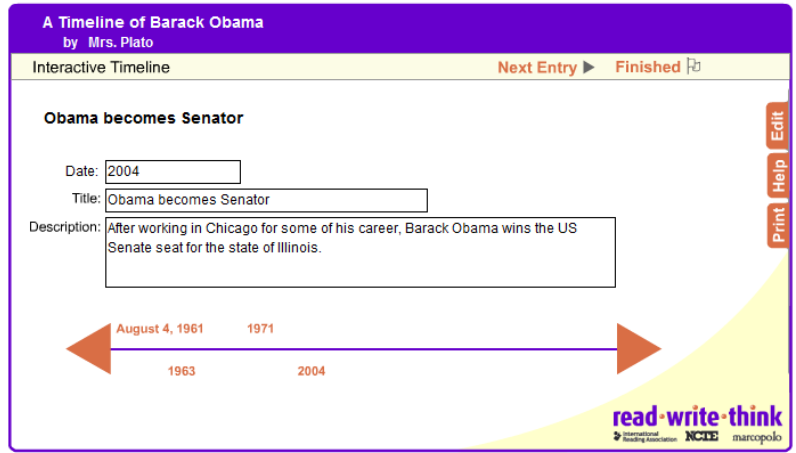 A Timeline of Barack Obama
by Mrs. Plato
Interactive Timeline
Next Entry
Finished
Obama becomes Senator
Edit
Help
Print
Date: 2004
Title: Obama becomes Senator
Description: After working in Chicago for some of his career, Barack Obama wins the US
Senate seat for the state of Illinois.
August 4, 1961
1971
1963
2004
read·write·think
International
Reading Association
NCTE
marcopolo